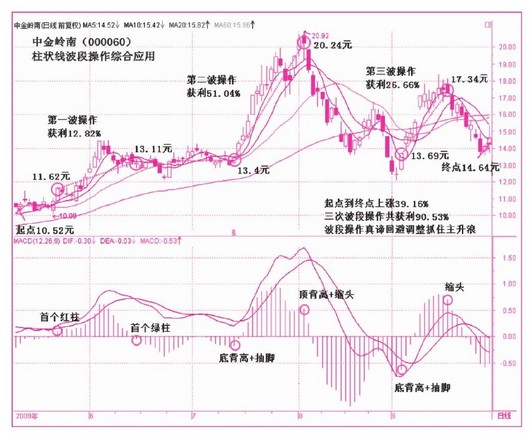 中金岭南(日线 前复权) MA5:14.52↓ MA10:15.42↓ MA20:15.82↑ MA60:15.86↑
中金岭南（000060）
柱状线波段操作综合应用
20.92
20.24元
20.00
19.00
18.00
17.00
16.00
15.00
14.00
13.00
12.00
11.00
10.00
第二波操作
获利51.04%
第三波操作
获利26.66%
17.34元
第一波操作
获利12.82%
11.62元
13.11元
13.4元
13.69元
终点14.64元
10.09
起点10.52元
起点到终点上涨39.16%
三次波段操作共获利90.53%
波段操作真谛回避调整抓住主升浪
MACD(12,26,9) DIF:-0.30↓ DEA:-0.03↓ MACD:-0.53↑
1.50
1.00
0.50
0.00
-0.50
-1.00
首个红柱
首个绿柱
顶背离+缩头
缩头
底背离+抽脚
底背离+抽脚
2009年
6
7
8
9
日线